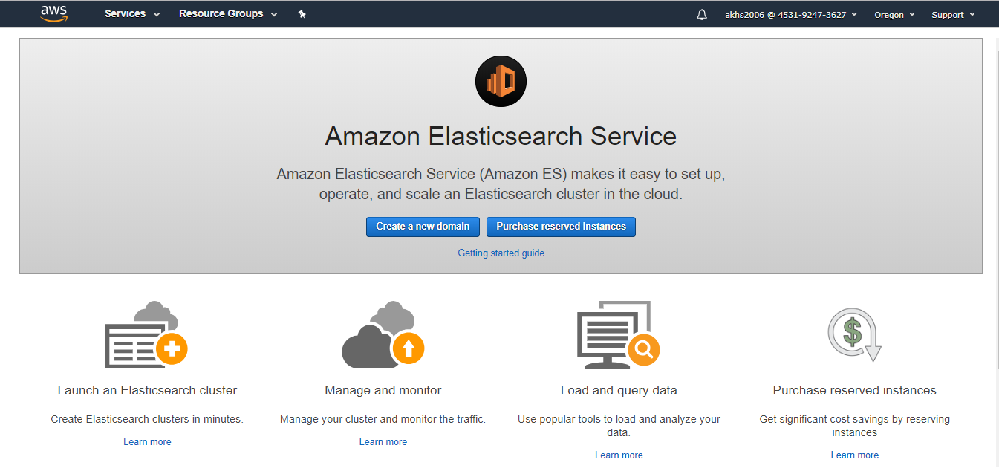 aws
Services
Resource Groups
akhs2006 @ 4531-9247-3627
Oregon
Support
Amazon Elasticsearch Service
Amazon Elasticsearch Service (Amazon ES) makes it easy to set up,
operate, and scale an Elasticsearch cluster in the cloud.
Create a new domain
Purchase reserved instances
Getting started guide
Launch an Elasticsearch cluster
Create Elasticsearch clusters in minutes.
Learn more
Manage and monitor
Manage your cluster and monitor the traffic.
Learn more
Load and query data
Use popular tools to load and analyze your
data.
Learn more
Purchase reserved instances
Get significant cost savings by reserving
instances
Learn more